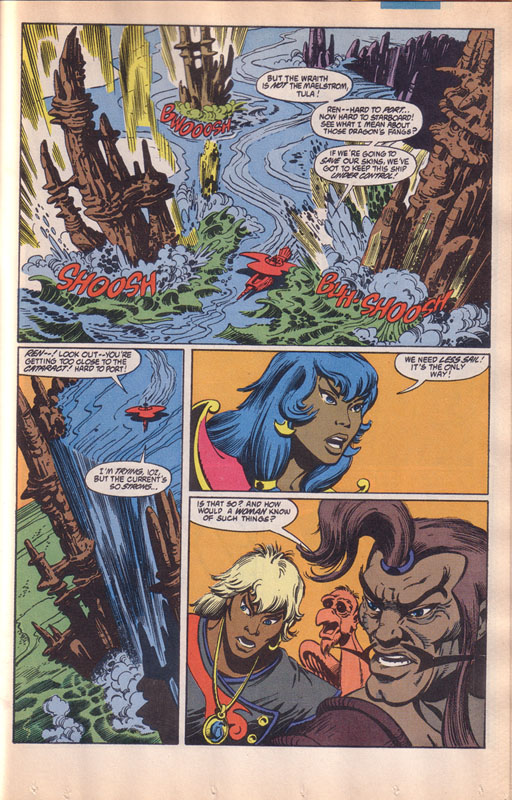 BUT THE WRAITH
IS NOT THE MAELSTROM,
TULA!
REN--HARD TO PORT...
NOW HARD TO STARBOARD!
SEE WHAT I MEAN ABOUT
THOSE DRAGON'S FANGS?
IF WE'RE GOING TO
SAVE OUR SKINS, WE'VE
GOT TO KEEP THIS SHIP
UNDER CONTROL!
BWOOOSH
SHOOSH
BUH-SHOOSH
REN--! LOOK OUT--YOU'RE
GETTING TOO CLOSE TO THE
CATARACT! HARD TO PORT!
I'M TRYING, IOZ,
BUT THE CURRENT'S
SO STRONG...
WE NEED LESS SAIL!
IT'S THE ONLY
WAY!
IS THAT SO? AND HOW
WOULD A WOMAN KNOW
OF SUCH THINGS?